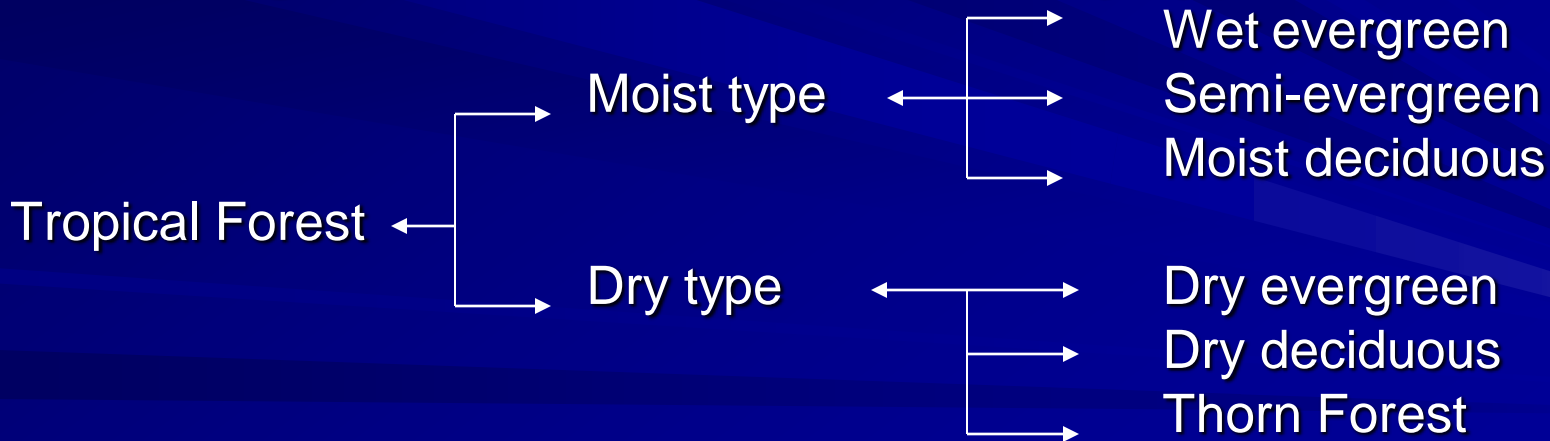 Tropical Forest
Moist type
Wet evergreen
Semi-evergreen
Moist deciduous
Dry type
Dry evergreen
Dry deciduous
Thorn Forest